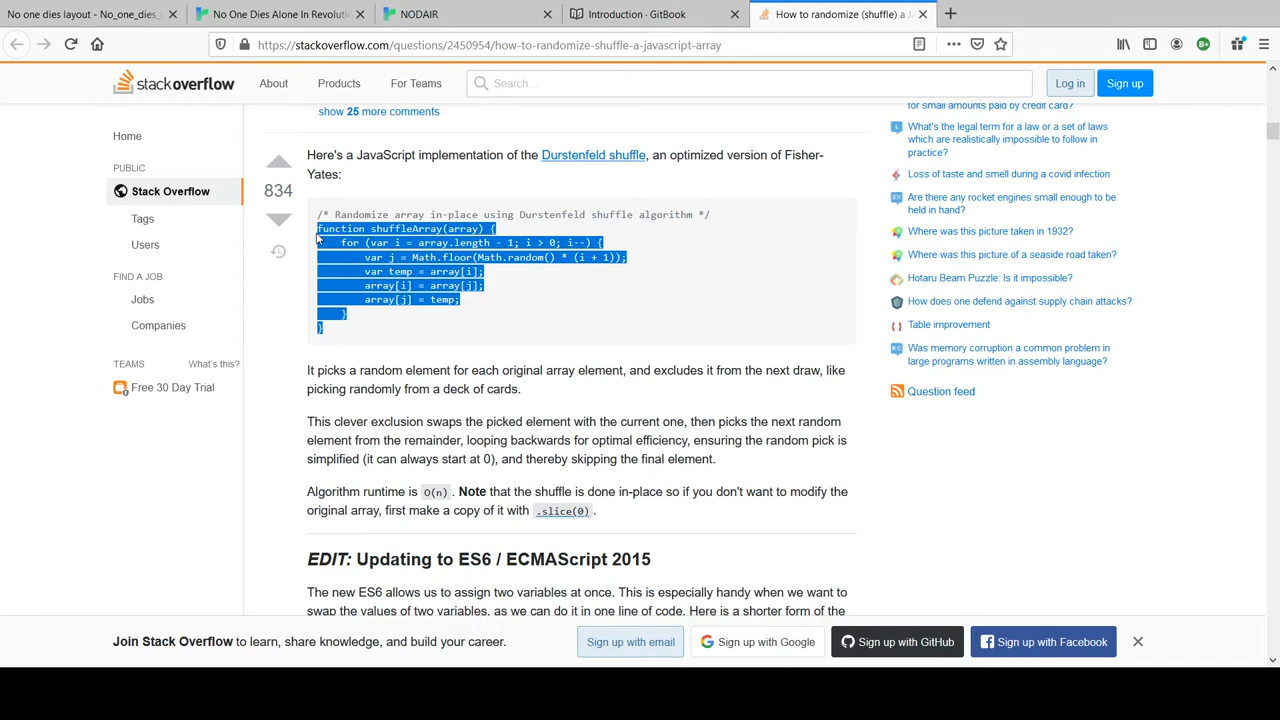 No one dies layout - No_one_dies_
No One Dies Alone In Revoluti
NODAIR
Introduction · GitBook
How to randomize (shuffle) a J
https://stackoverflow.com/questions/2450954/how-to-randomize-shuffle-a-javascript-array
stackoverflow
About
Products
For Teams
Search...
Log in
Sign up
Home
PUBLIC
Stack Overflow
Tags
Users
FIND A JOB
Jobs
Companies
TEAMS
What's this?
Free 30 Day Trial
show 25 more comments
834
Here's a JavaScript implementation of the Durstenfeld shuffle, an optimized version of Fisher-
Yates:
/* Randomize array in-place using Durstenfeld shuffle algorithm */
function shuffleArray(array) {
for (var i = array.length - 1; i > 0; i--) {
var j = Math.floor(Math.random() * (i + 1));
var temp = array[i];
array[i] = array[j];
array[j] = temp;
}
}
It picks a random element for each original array element, and excludes it from the next draw, like
picking randomly from a deck of cards.
This clever exclusion swaps the picked element with the current one, then picks the next random
element from the remainder, looping backwards for optimal efficiency, ensuring the random pick is
simplified (it can always start at 0), and thereby skipping the final element.
Algorithm runtime is O(n). Note that the shuffle is done in-place so if you don't want to modify the
original array, first make a copy of it with .slice(0).
EDIT: Updating to ES6 / ECMAScript 2015
The new ES6 allows us to assign two variables at once. This is especially handy when we want to
swap the values of two variables, as we can do it in one line of code. Here is a shorter form of the
for small amounts paid by credit card?
What's the legal term for a law or a set of laws
which are realistically impossible to follow in
practice?
Loss of taste and smell during a covid infection
Are there any rocket engines small enough to be
held in hand?
Where was this picture taken in 1932?
Where was this picture of a seaside road taken?
Hotaru Beam Puzzle: Is it impossible?
How does one defend against supply chain attacks?
Table improvement
Was memory corruption a common problem in
large programs written in assembly language?
Question feed
Join Stack Overflow to learn, share knowledge, and build your career.
Sign up with email
Sign up with Google
Sign up with GitHub
Sign up with Facebook